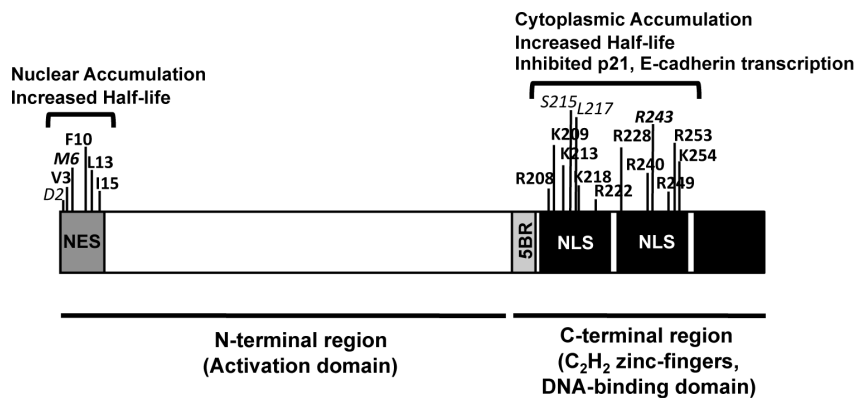 Cytoplasmic Accumulation
Increased Half-life
Inhibited p21, E-cadherin transcription
Nuclear Accumulation
Increased Half-life
S215
L217
R243
F10
K209
R228
R253
M6
L13
K213
R240
K254
V3
I15
R208
K218
R249
D2
R222
NES
5BR
NLS
NLS
N-terminal region
(Activation domain)
C-terminal region
(C₂H₂ zinc-fingers,
DNA-binding domain)